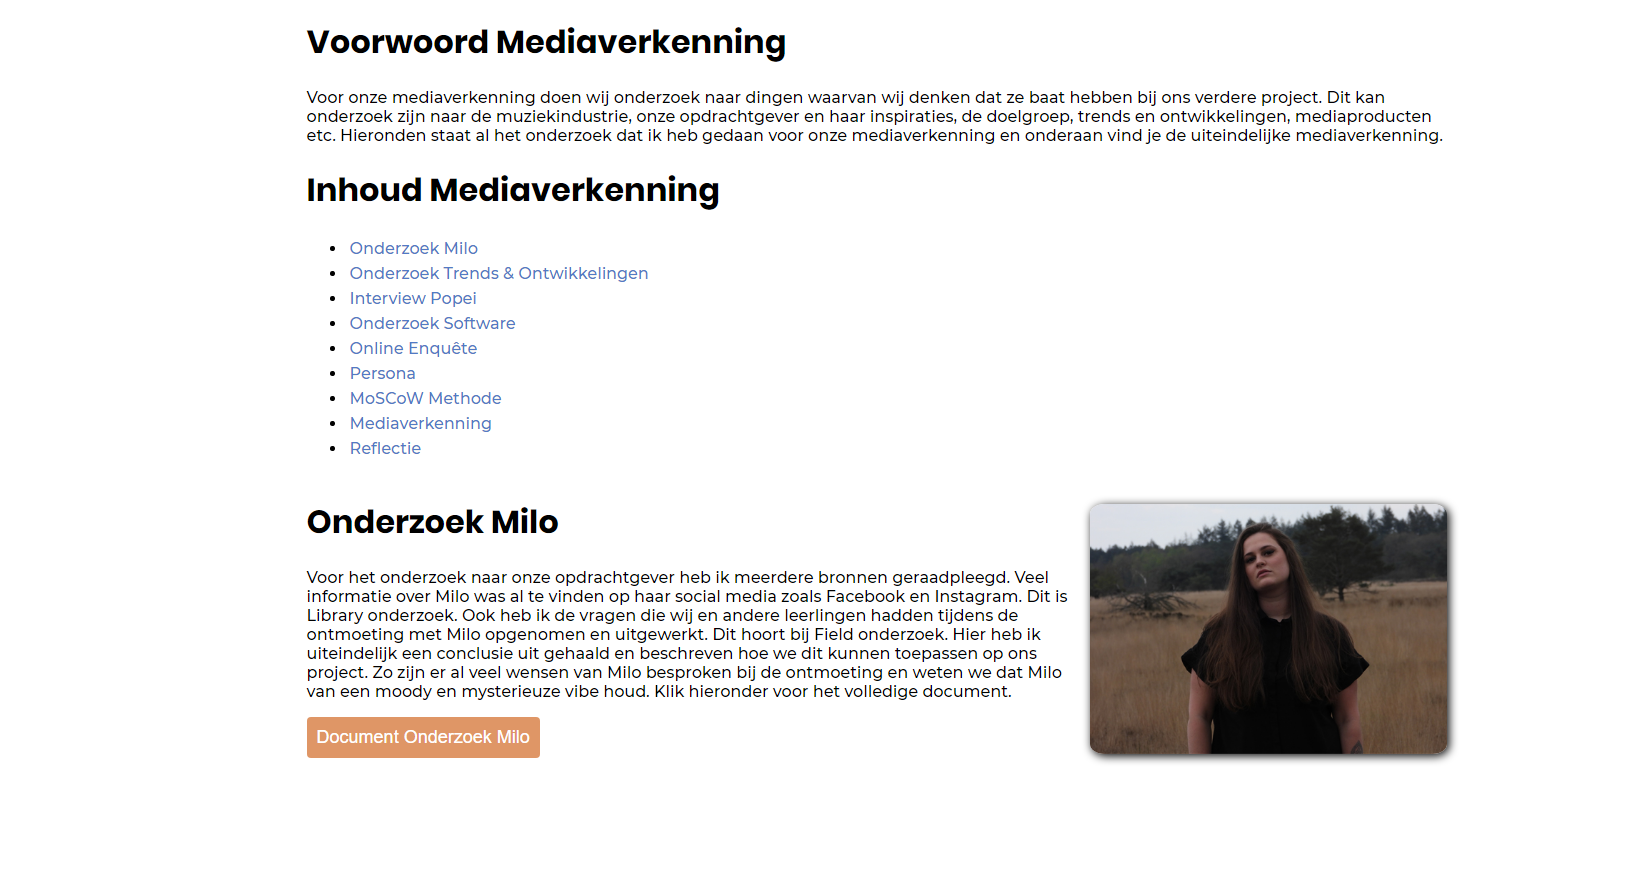 Voorwoord Mediaverkenning
Voor onze mediaverkenning doen wij onderzoek naar dingen waarvan wij denken dat ze baat hebben bij ons verdere project. Dit kan
onderzoek zijn naar de muziekindustrie, onze opdrachtgever en haar inspiraties, de doelgroep, trends en ontwikkelingen, mediaproducten
etc. Hieronden staat al het onderzoek dat ik heb gedaan voor onze mediaverkenning en onderaan vind je de uiteindelijke mediaverkenning.
Inhoud Mediaverkenning
Onderzoek Milo
Onderzoek Trends & Ontwikkelingen
Interview Popei
Onderzoek Software
Online Enquête
Persona
MoSCoW Methode
Mediaverkenning
Reflectie
Onderzoek Milo
Voor het onderzoek naar onze opdrachtgever heb ik meerdere bronnen geraadpleegd. Veel
informatie over Milo was al te vinden op haar social media zoals Facebook en Instagram. Dit is
Library onderzoek. Ook heb ik de vragen die wij en andere leerlingen hadden tijdens de
ontmoeting met Milo opgenomen en uitgewerkt. Dit hoort bij Field onderzoek. Hier heb ik
uiteindelijk een conclusie uit gehaald en beschreven hoe we dit kunnen toepassen op ons
project. Zo zijn er al veel wensen van Milo besproken bij de ontmoeting en weten we dat Milo
van een moody en mysterieuze vibe houd. Klik hieronder voor het volledige document.
Document Onderzoek Milo